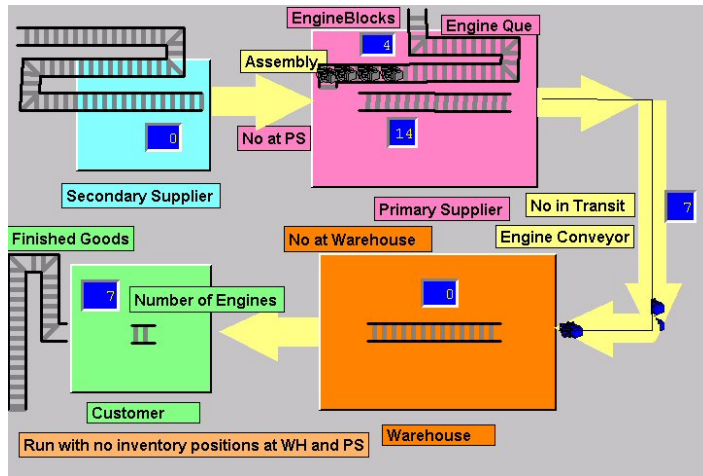 EngineBlocks
Engine Que
4
Assembly
14
0
No at PS
Secondary Supplier
Primary Supplier
No in Transit
7
Finished Goods
No at Warehouse
Engine Conveyor
7
Number of Engines
0
Customer
Warehouse
Run with no inventory positions at WH and PS